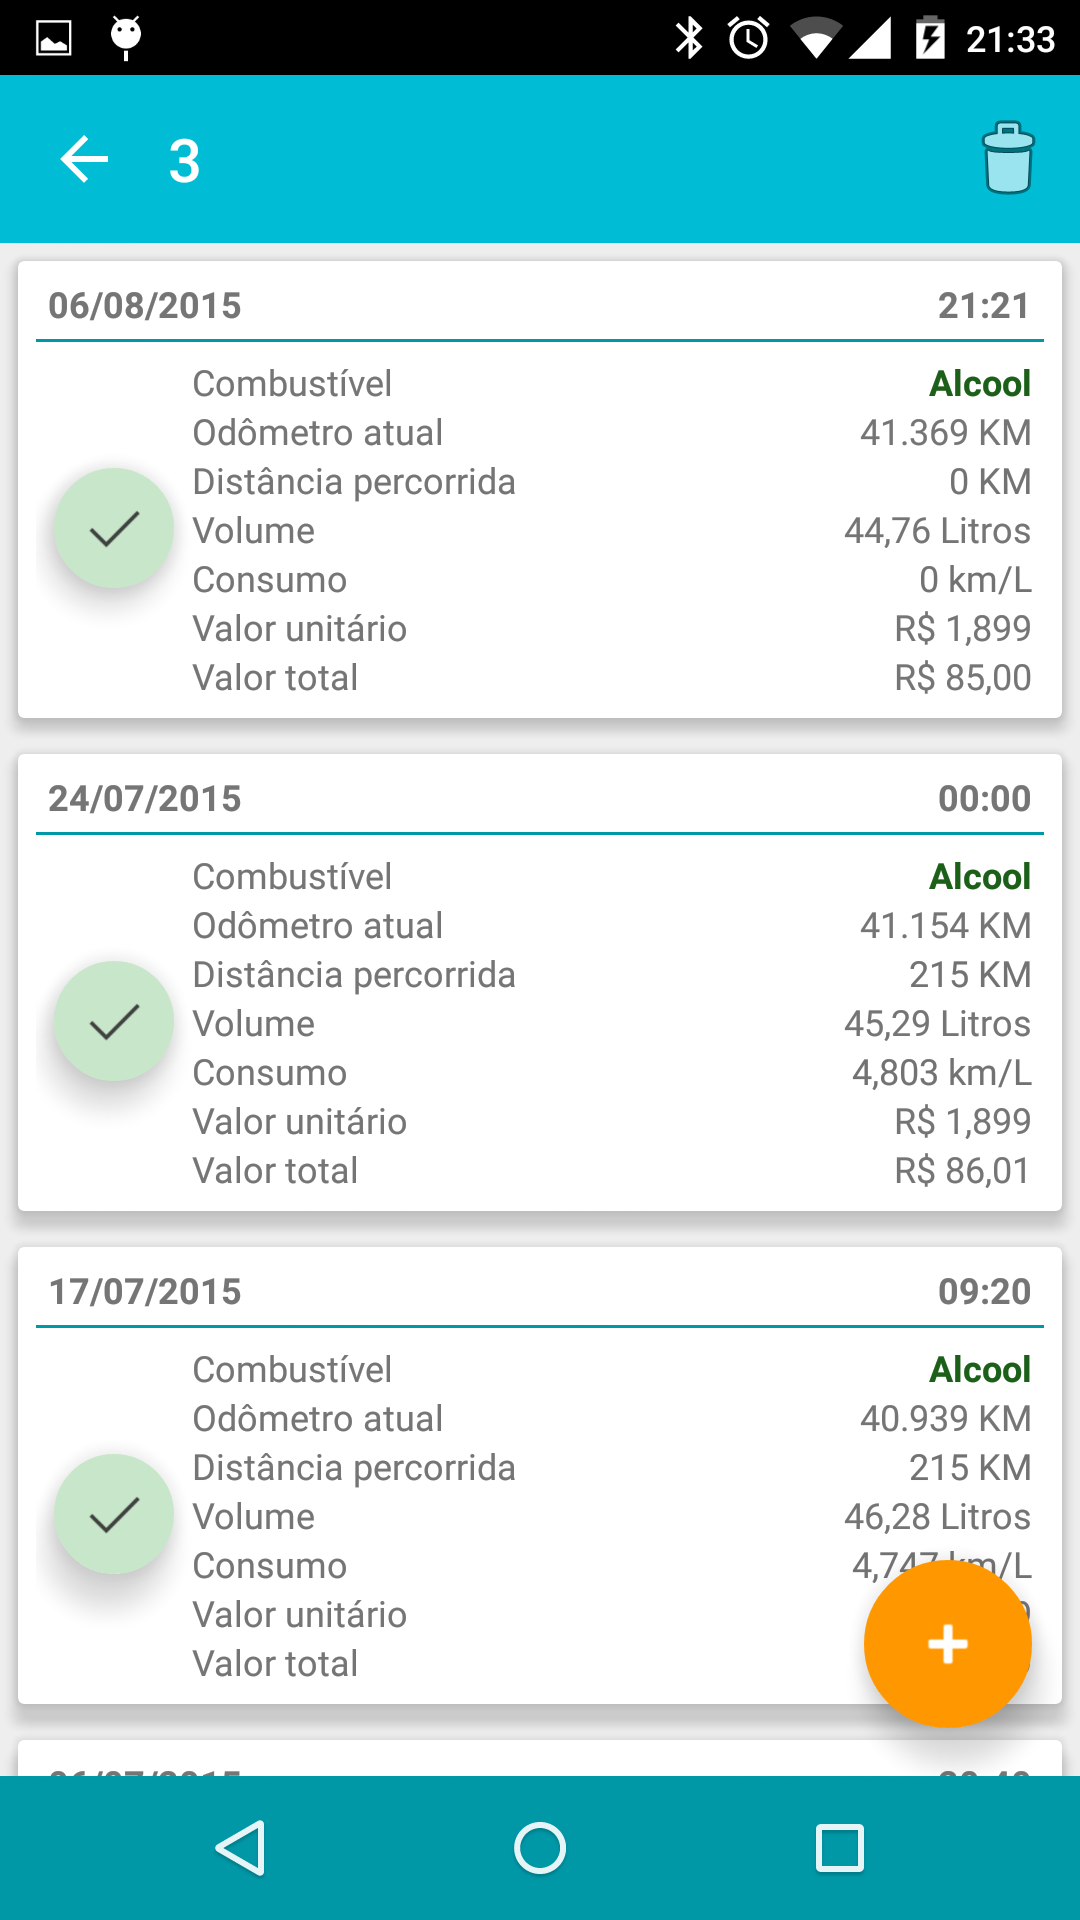 21:33
3
06/08/2015 21:21
Combustível Alcool
Odômetro atual 41.369 KM
Distância percorrida 0 KM
Volume 44,76 Litros
Consumo 0 km/L
Valor unitário R$ 1,899
Valor total R$ 85,00
24/07/2015 00:00
Combustível Alcool
Odômetro atual 41.154 KM
Distância percorrida 215 KM
Volume 45,29 Litros
Consumo 4,803 km/L
Valor unitário R$ 1,899
Valor total R$ 86,01
17/07/2015 09:20
Combustível Alcool
Odômetro atual 40.939 KM
Distância percorrida 215 KM
Volume 46,28 Litros
Consumo 4,747 km/L
Valor unitário
Valor total